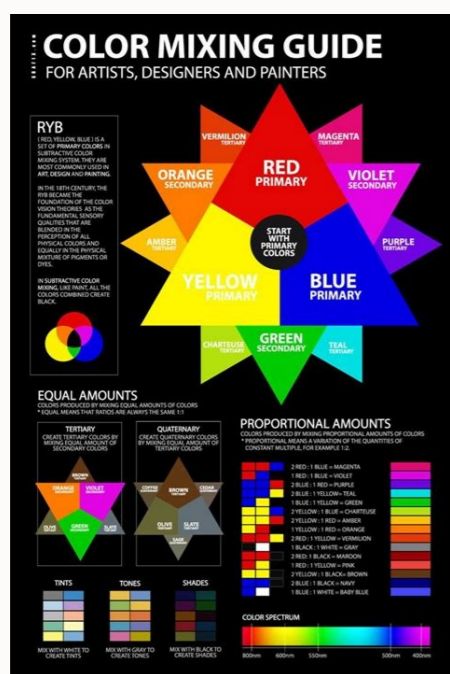 COLOR MIXING GUIDE
FOR ARTISTS, DESIGNERS AND PAINTERS
RYB
( RED, YELLOW, BLUE ) IS A
SET OF PRIMARY COLORS IN
SUBTRACTIVE COLOR
MIXING SYSTEM. THEY ARE
MOST COMMONLY USED IN
ART, DESIGN AND PAINTING.
IN THE 18TH CENTURY, THE
RYB BECAME THE
FOUNDATION OF THE COLOR
VISION THEORIES AS THE
FUNDAMENTAL SENSORY
QUALITIES THAT ARE
BLENDED IN THE
PERCEPTION OF ALL
PHYSICAL COLORS AND
EQUALLY IN THE PHYSICAL
MIXTURE OF PIGMENTS OR
DYES.
IN SUBTRACTIVE COLOR
MIXING, LIKE PAINT, ALL THE
COLORS COMBINED CREATE
BLACK.
VERMILION
TERTIARY
MAGENTA
TERTIARY
RED
PRIMARY
ORANGE
SECONDARY
VIOLET
SECONDARY
START
WITH
PRIMARY
COLORS
AMBER
TERTIARY
PURPLE
TERTIARY
YELLOW
PRIMARY
BLUE
PRIMARY
CHARTEUSE
TERTIARY
GREEN
SECONDARY
TEAL
TERTIARY
EQUAL AMOUNTS
COLORS PRODUCED BY MIXING EQUAL AMOUNTS OF COLORS
* EQUAL MEANS THAT RATIOS ARE ALWAYS THE SAME 1:1
TERTIARY
CREATE TERTIARY COLORS BY
MIXING EQUAL AMOUNT OF
SECONDARY COLORS
BROWN
TERTIARY
ORANGE
SECONDARY
VIOLET
SECONDARY
OLIVE
TERTIARY
GREEN
SECONDARY
SLATE
TERTIARY
QUATERNARY
CREATE QUATERNARY COLORS
BY MIXING EQUAL AMOUNT OF
TERTIARY COLORS
COFFEE
BROWN
TERTIARY
CEDAR
OLIVE
TERTIARY
SLATE
TERTIARY
SAGE
TINTS
MIX WITH WHITE TO
CREATE TINTS
TONES
MIX WITH GRAY TO
CREATE TONES
SHADES
MIX WITH BLACK TO
CREATE SHADES
PROPORTIONAL AMOUNTS
COLORS PRODUCED BY MIXING PROPORTIONAL AMOUNTS OF COLORS
* PROPORTIONAL MEANS A VARIATION OF THE QUANTITIES OF
CONSTANT MULTIPLE, FOR EXAMPLE 1:2.
2 RED : 1 BLUE = MAGENTA
1 RED : 1 BLUE = VIOLET
2 BLUE : 1 RED = PURPLE
2 BLUE : 1 YELLOW= TEAL
1 BLUE : 1 YELLOW = GREEN
2 YELLOW : 1 BLUE = CHARTEUSE
2 YELLOW : 1 RED = AMBER
1 YELLOW : 1 RED = ORANGE
2 RED : 1 YELLOW = VERMILION
1 BLACK : 1 WHITE = GRAY
2 RED: 1 BLACK = MAROON
1 RED : 1 YELLOW = PINK
2 YELLOW : 1 BLACK= BROWN
2 BLUE : 1 BLACK = NAVY
1 BLUE : 1 WHITE = BABY BLUE
COLOR SPECTRUM
800nm 600nm 550nm 500nm 400nm